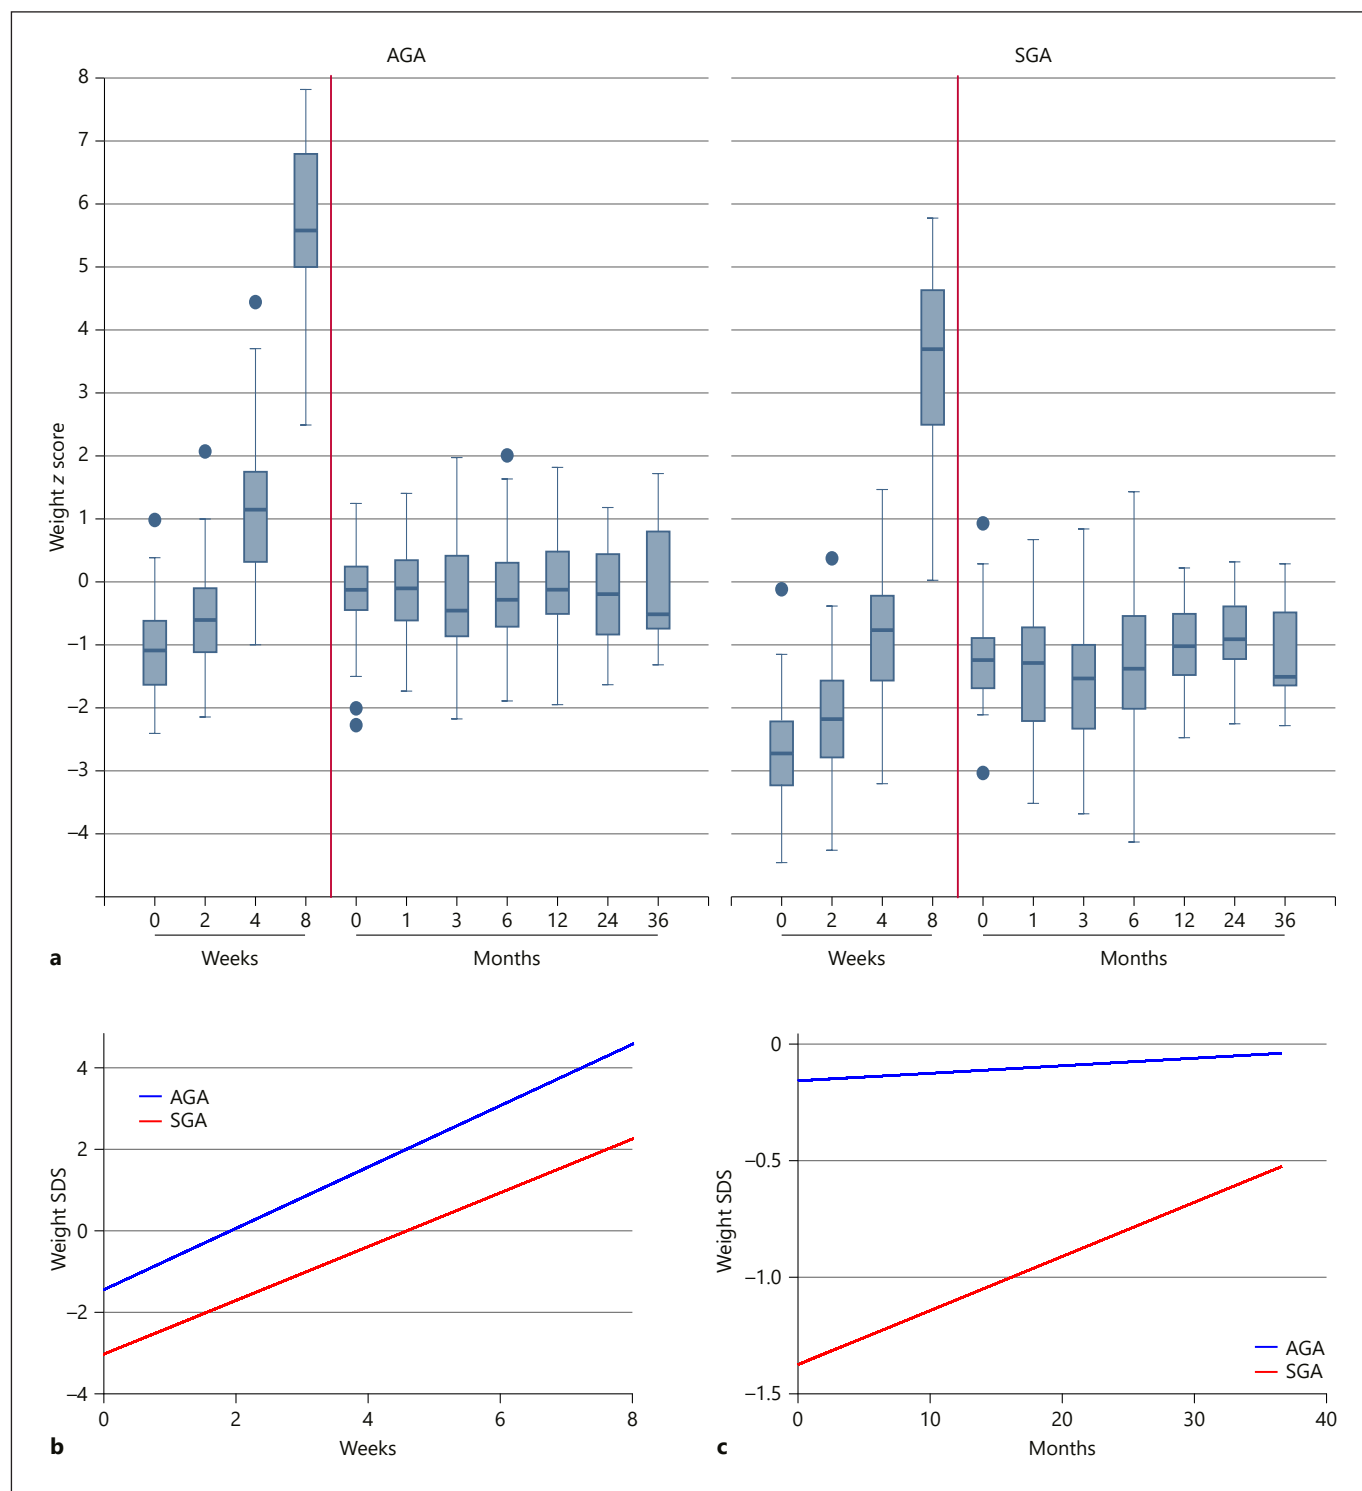 AGA SGA
8
7
6
5
4
3
2
1
0
−1
−2
−3
−4
Weight z score
0 2 4 8 0 1 3 6 12 24 36 0 2 4 8 0 1 3 6 12 24 36
a Weeks Months Weeks Months
4
2
0
−2
−4
Weight SDS
AGA
SGA
0 2 4 6 8
b Weeks
0
−0.5
−1.0
−1.5
Weight SDS
AGA
SGA
0 10 20 30 40
c Months